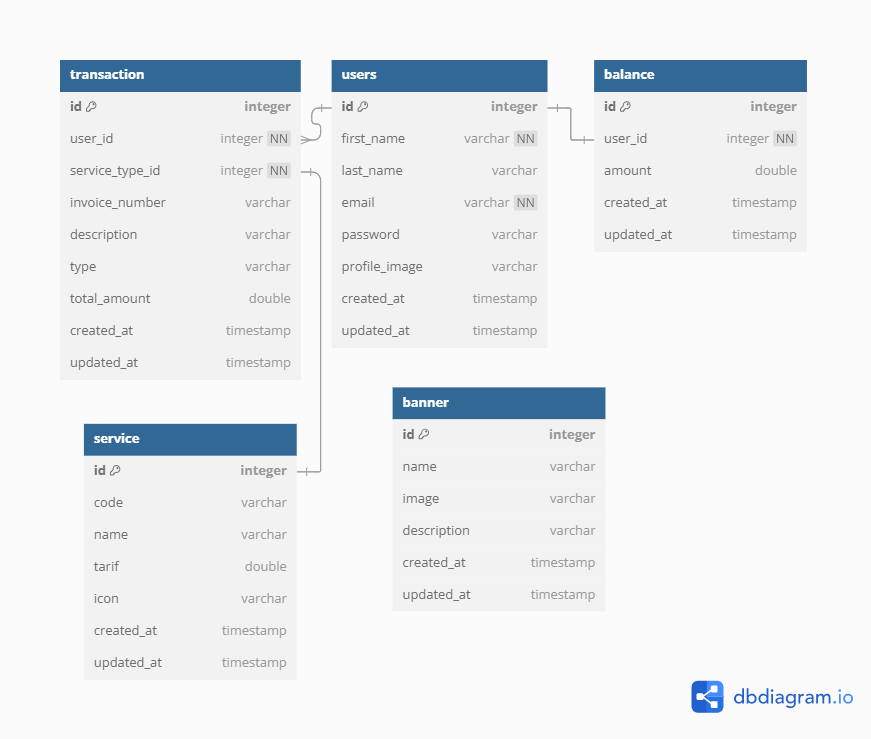 transaction
id integer
user_id integer NN
service_type_id integer NN
invoice_number varchar
description varchar
type varchar
total_amount double
created_at timestamp
updated_at timestamp
users
id integer
first_name varchar NN
last_name varchar
email varchar NN
password varchar
profile_image varchar
created_at timestamp
updated_at timestamp
balance
id integer
user_id integer NN
amount double
created_at timestamp
updated_at timestamp
service
id integer
code varchar
name varchar
tarif double
icon varchar
created_at timestamp
updated_at timestamp
banner
id integer
name varchar
image varchar
description varchar
created_at timestamp
updated_at timestamp
dbdiagram.io